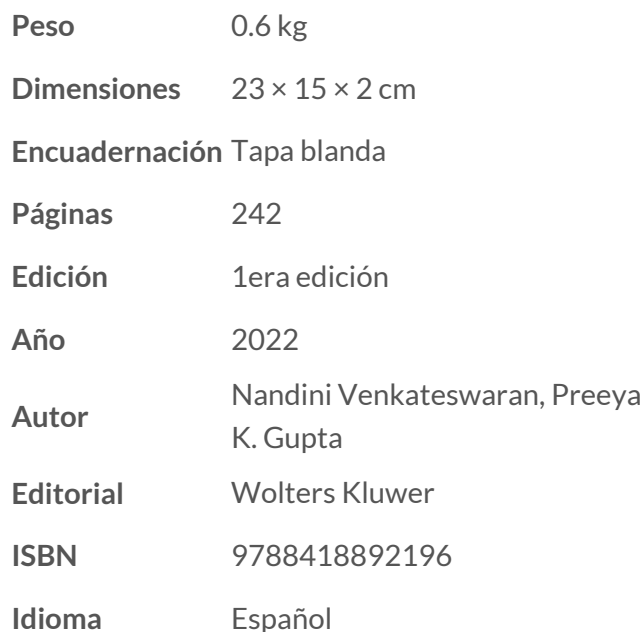 Peso 0.6 kg
Dimensiones 23 × 15 × 2 cm
Encuadernación Tapa blanda
Páginas 242
Edición 1era edición
Año 2022
Autor Nandini Venkateswaran, Preeya
K. Gupta
Editorial Wolters Kluwer
ISBN 9788418892196
Idioma Español